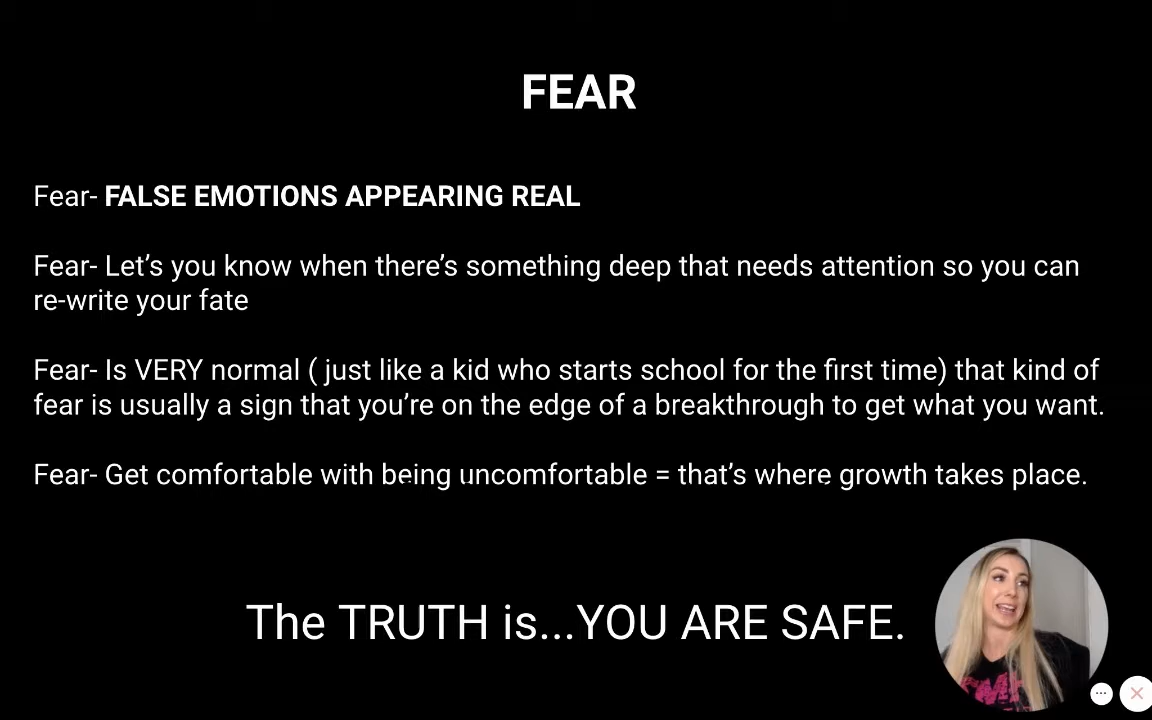 FEAR
Fear- FALSE EMOTIONS APPEARING REAL
Fear- Let’s you know when there’s something deep that needs attention so you can
re-write your fate
Fear- Is VERY normal ( just like a kid who starts school for the first time) that kind of
fear is usually a sign that you’re on the edge of a breakthrough to get what you want.
Fear- Get comfortable with being uncomfortable = that’s where growth takes place.
The TRUTH is...YOU ARE SAFE.